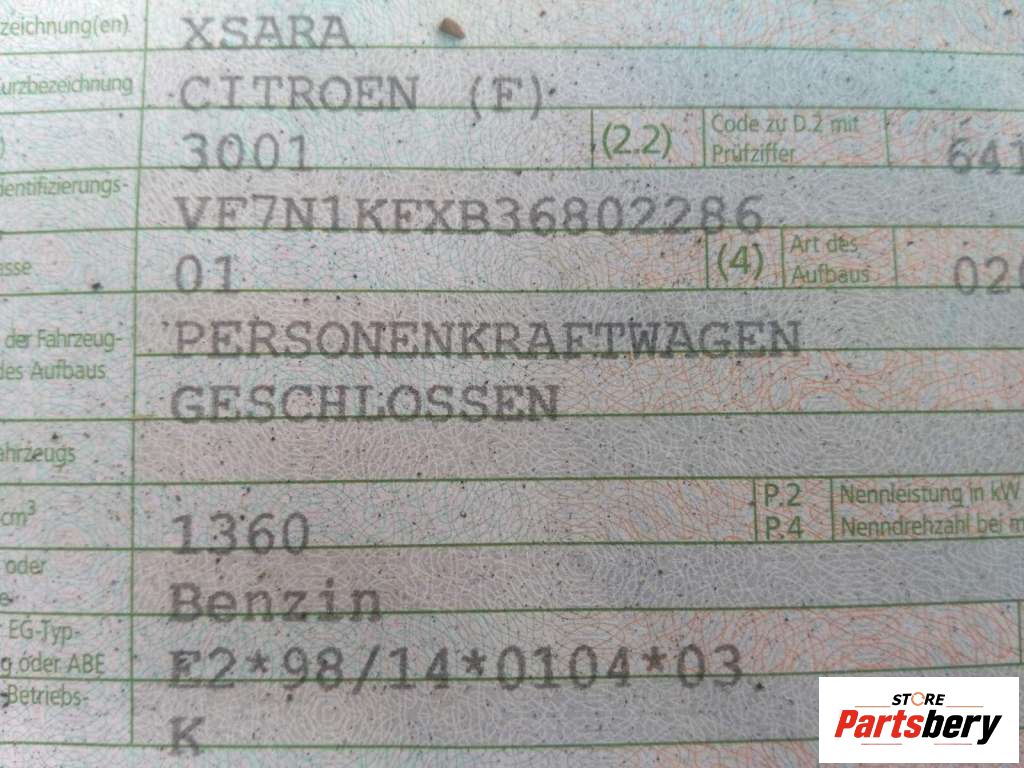 zeichnung(en) XSARA
urzbezeichnung CITROEN (F)
) 3001 (2.2) Code zu D.2 mit Prüfziffer 641
dentifizierungs- VF7N1KFXB36802286
asse 01 (4) Art des Aufbaus 020
der Fahrzeug- PERSONENKRAFTWAGEN
des Aufbaus GESCHLOSSEN
ahrzeugs
cm³ 1360 P.2 Nennleistung in kW
P.4 Nenndrehzahl bei m
oder Benzin
EG-Typ-
g oder ABE E2*98/14*0104*03
Betriebs- K
STORE
Partsbery